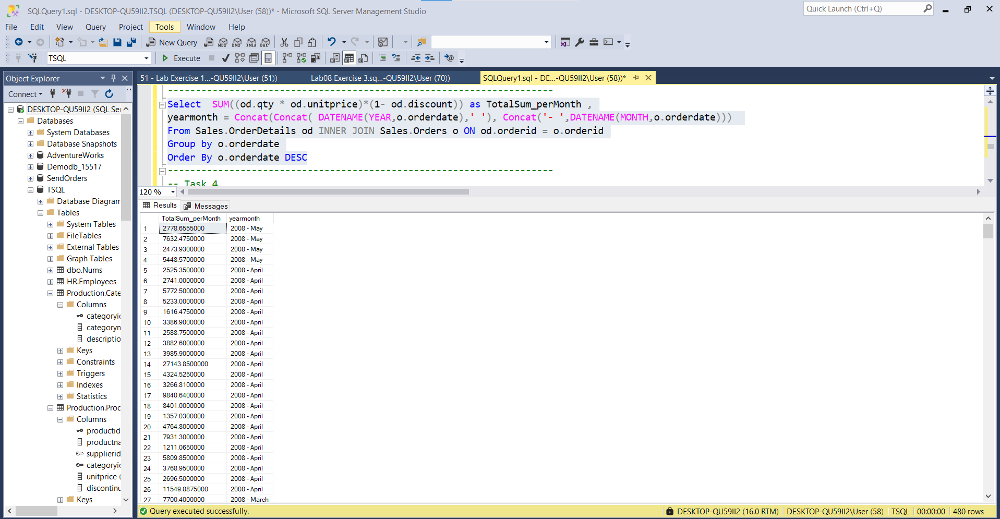 SQLQuery1.sql - DESKTOP-QU59II2.TSQL (DESKTOP-QU59II2\User (58))* - Microsoft SQL Server Management Studio
Quick Launch (Ctrl+Q)
File Edit View Query Project Tools Window Help
New Query MDX DMX XMLA DAX
TSQL Execute
Object Explorer
Connect
DESKTOP-QU59II2 (SQL Ser
Databases
System Databases
Database Snapshots
AdventureWorks
Demodb_15517
SendOrders
TSQL
Database Diagram
Tables
System Tables
FileTables
External Tables
Graph Tables
dbo.Nums
HR.Employees
Production.Cate
Columns
categoryid
categoryn
descriptio
Keys
Constraints
Triggers
Indexes
Statistics
Production.Proc
Columns
productid
productna
supplierid
categoryid
unitprice (
discontinu
Keys
51 - Lab Exercise 1...-QU59II2\User (51)) Lab08 Exercise 3.sq...-QU59II2\User (70)) SQLQuery1.sql - DE...-QU59II2\User (58))*
---------------------------------------------------------------------
Select  SUM((od.qty * od.unitprice)*(1- od.discount)) as TotalSum_perMonth ,
yearmonth = Concat(Concat( DATENAME(YEAR,o.orderdate),' '), Concat('- ',DATENAME(MONTH,o.orderdate)))
From Sales.OrderDetails od INNER JOIN Sales.Orders o ON od.orderid = o.orderid
Group by o.orderdate
Order By o.orderdate DESC
---------------------------------------------------------------------
-- Task 4
120 %
Results Messages
TotalSum_perMonth yearmonth
1 2778.6555000 2008 - May
2 7632.4750000 2008 - May
3 2473.9300000 2008 - May
4 5448.5700000 2008 - May
5 2525.3500000 2008 - April
6 2741.0000000 2008 - April
7 5772.5000000 2008 - April
8 5233.0000000 2008 - April
9 1616.4750000 2008 - April
10 3386.9000000 2008 - April
11 2588.7500000 2008 - April
12 3882.6000000 2008 - April
13 3985.9000000 2008 - April
14 27143.8500000 2008 - April
15 4324.5250000 2008 - April
16 3266.8100000 2008 - April
17 9840.6400000 2008 - April
18 8401.0000000 2008 - April
19 1357.0300000 2008 - April
20 4764.8000000 2008 - April
21 7931.3000000 2008 - April
22 1211.0650000 2008 - April
23 5809.8500000 2008 - April
24 3768.9500000 2008 - April
25 2696.5000000 2008 - April
26 11549.8875000 2008 - April
27 7700.4000000 2008 - March
Query executed successfully.
DESKTOP-QU59II2 (16.0 RTM) DESKTOP-QU59II2\User (58) TSQL 00:00:00 480 rows